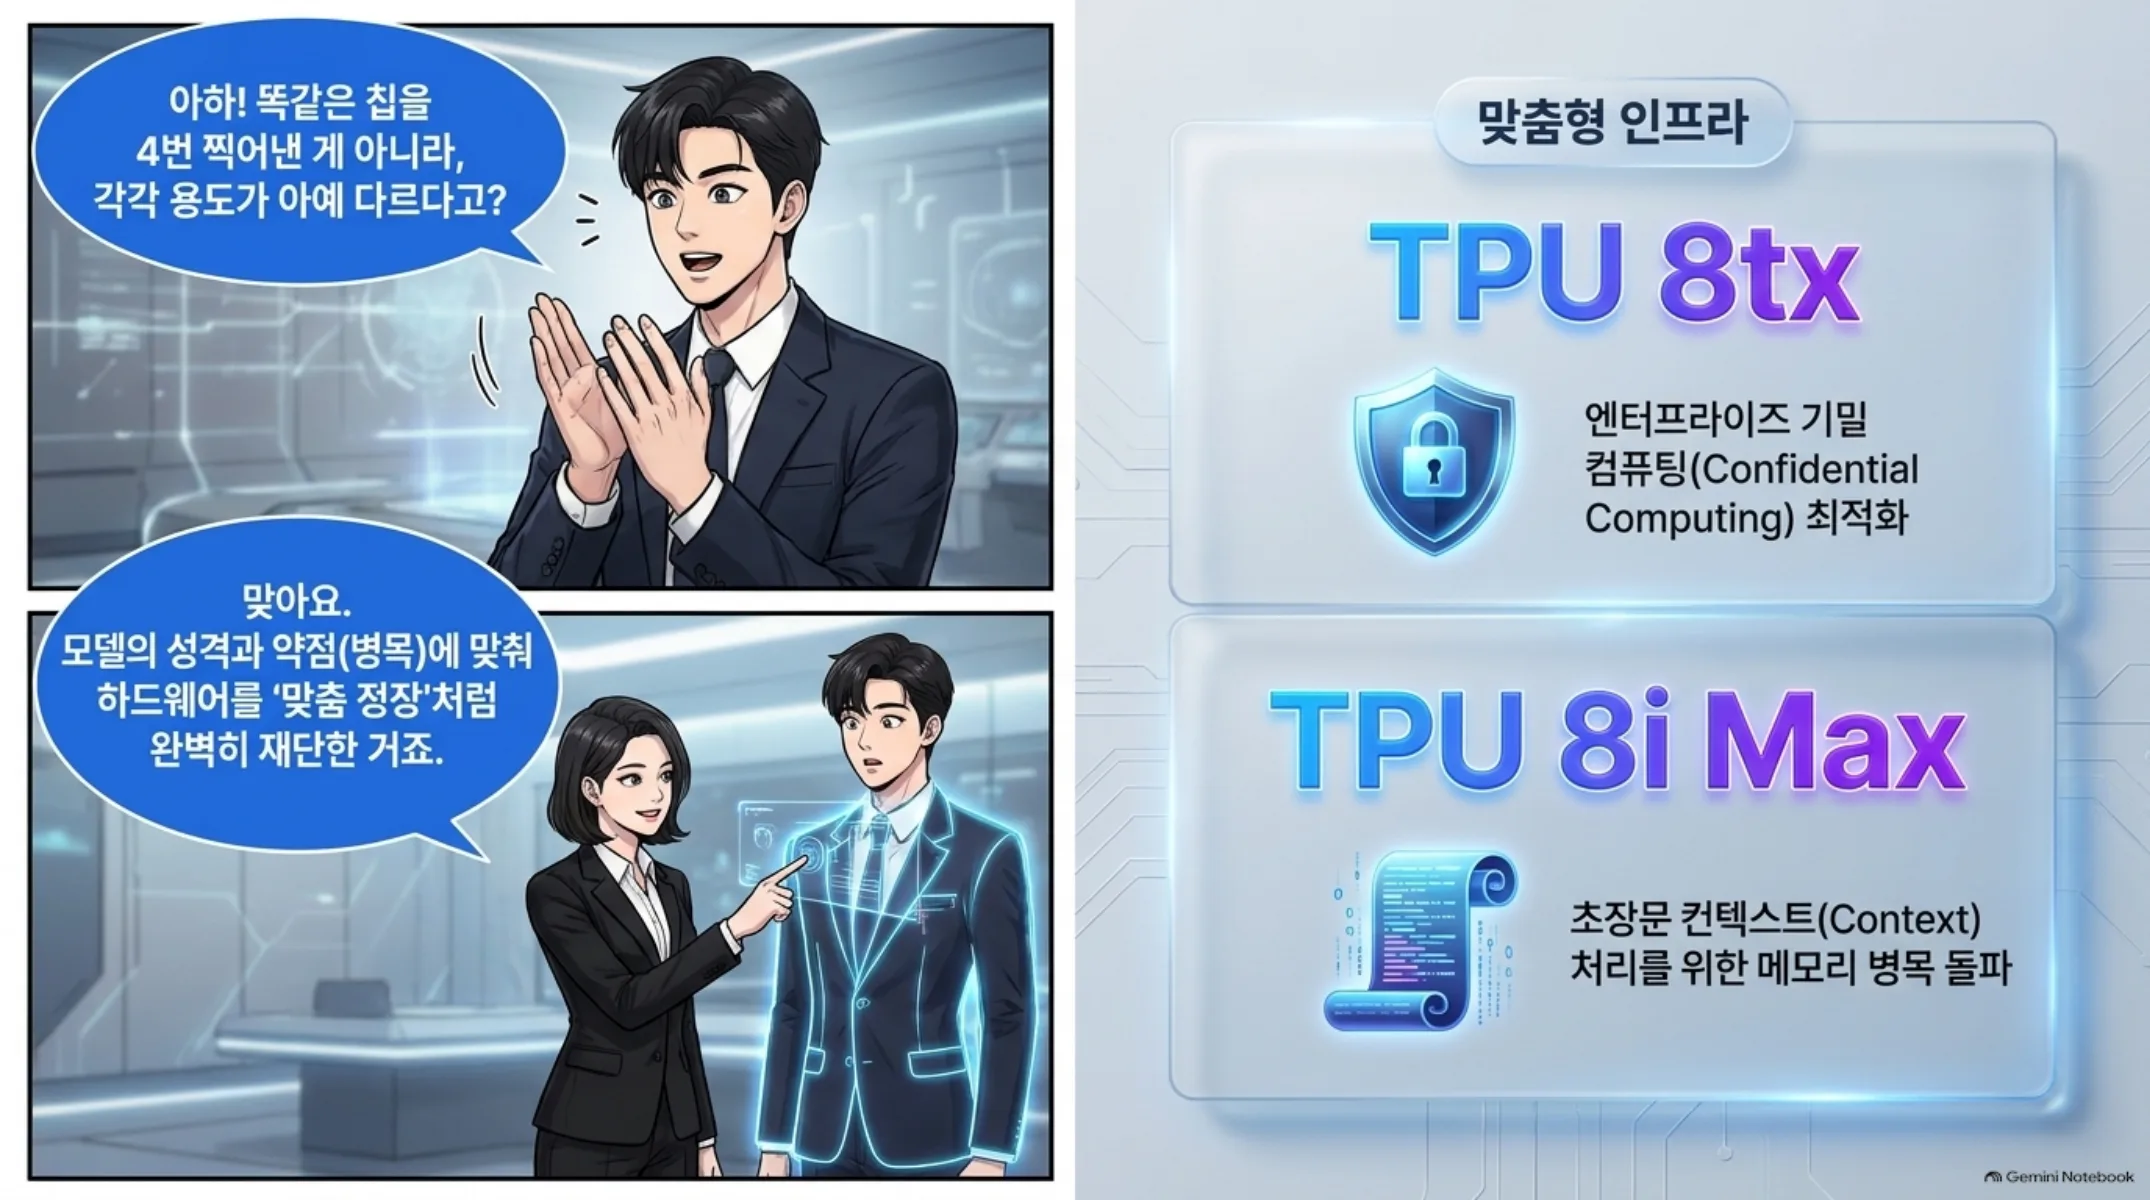 아하! 똑같은 칩을
4번 찍어낸 게 아니라,
각각 용도가 아예 다르다고?
맞아요.
모델의 성격과 약점(병목)에 맞춰
하드웨어를 ‘맞춤 정장'처럼
완벽히 재단한 거죠.
맞춤형 인프라
TPU 8tx
엔터프라이즈 기밀
컴퓨팅(Confidential
Computing) 최적화
TPU 8i Max
초장문 컨텍스트(Context)
처리를 위한 메모리 병목 돌파
Gemini Notebook